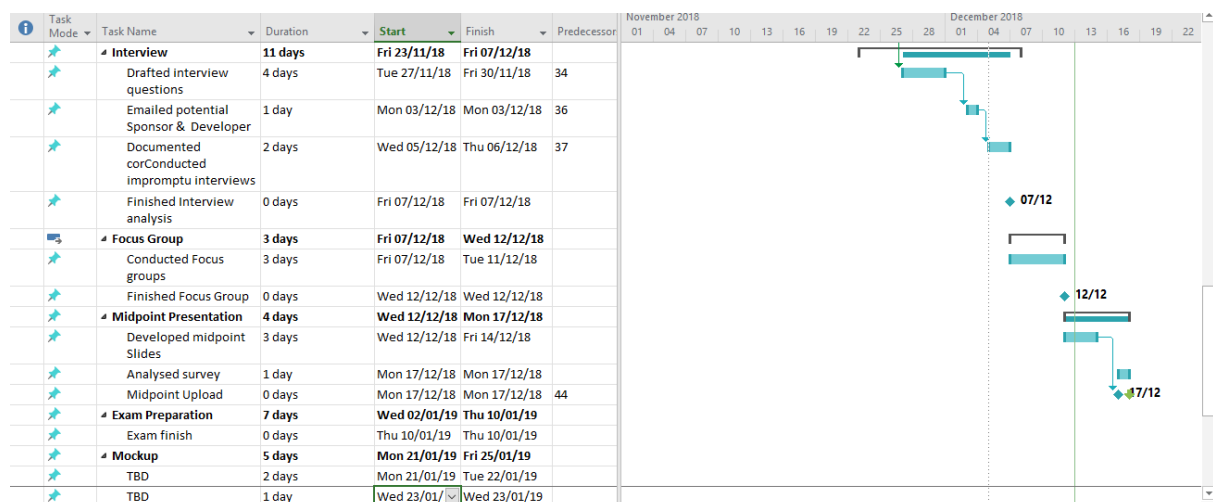 Task Mode Task Name Duration Start Finish Predecessor
November 2018 December 2018
01 04 07 10 13 16 19 22 25 28 01 04 07 10 13 16 19 22
Interview 11 days Fri 23/11/18 Fri 07/12/18
Drafted interview questions 4 days Tue 27/11/18 Fri 30/11/18 34
Emailed potential Sponsor & Developer 1 day Mon 03/12/18 Mon 03/12/18 36
Documented corConducted impromptu interviews 2 days Wed 05/12/18 Thu 06/12/18 37
Finished Interview analysis 0 days Fri 07/12/18 Fri 07/12/18 07/12
Focus Group 3 days Fri 07/12/18 Wed 12/12/18
Conducted Focus groups 3 days Fri 07/12/18 Tue 11/12/18
Finished Focus Group 0 days Wed 12/12/18 Wed 12/12/18 12/12
Midpoint Presentation 4 days Wed 12/12/18 Mon 17/12/18
Developed midpoint Slides 3 days Wed 12/12/18 Fri 14/12/18
Analysed survey 1 day Mon 17/12/18 Mon 17/12/18
Midpoint Upload 0 days Mon 17/12/18 Mon 17/12/18 44 17/12
Exam Preparation 7 days Wed 02/01/19 Thu 10/01/19
Exam finish 0 days Thu 10/01/19 Thu 10/01/19
Mockup 5 days Mon 21/01/19 Fri 25/01/19
TBD 2 days Mon 21/01/19 Tue 22/01/19
TBD 1 day Wed 23/01/ Wed 23/01/19